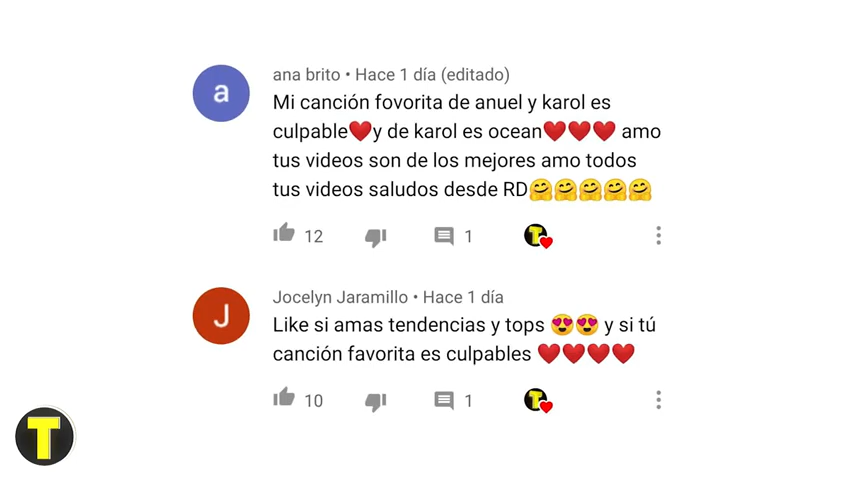 a
ana brito • Hace 1 día (editado)
Mi canción fovorita de anuel y karol es
culpable❤️y de karol es ocean❤️❤️❤️ amo
tus videos son de los mejores amo todos
tus videos saludos desde RD🤗🤗🤗🤗🤗
12 1 T
J
Jocelyn Jaramillo • Hace 1 día
Like si amas tendencias y tops 😍😍 y si tú
canción favorita es culpables ❤️❤️❤️❤️
10 1 T
T